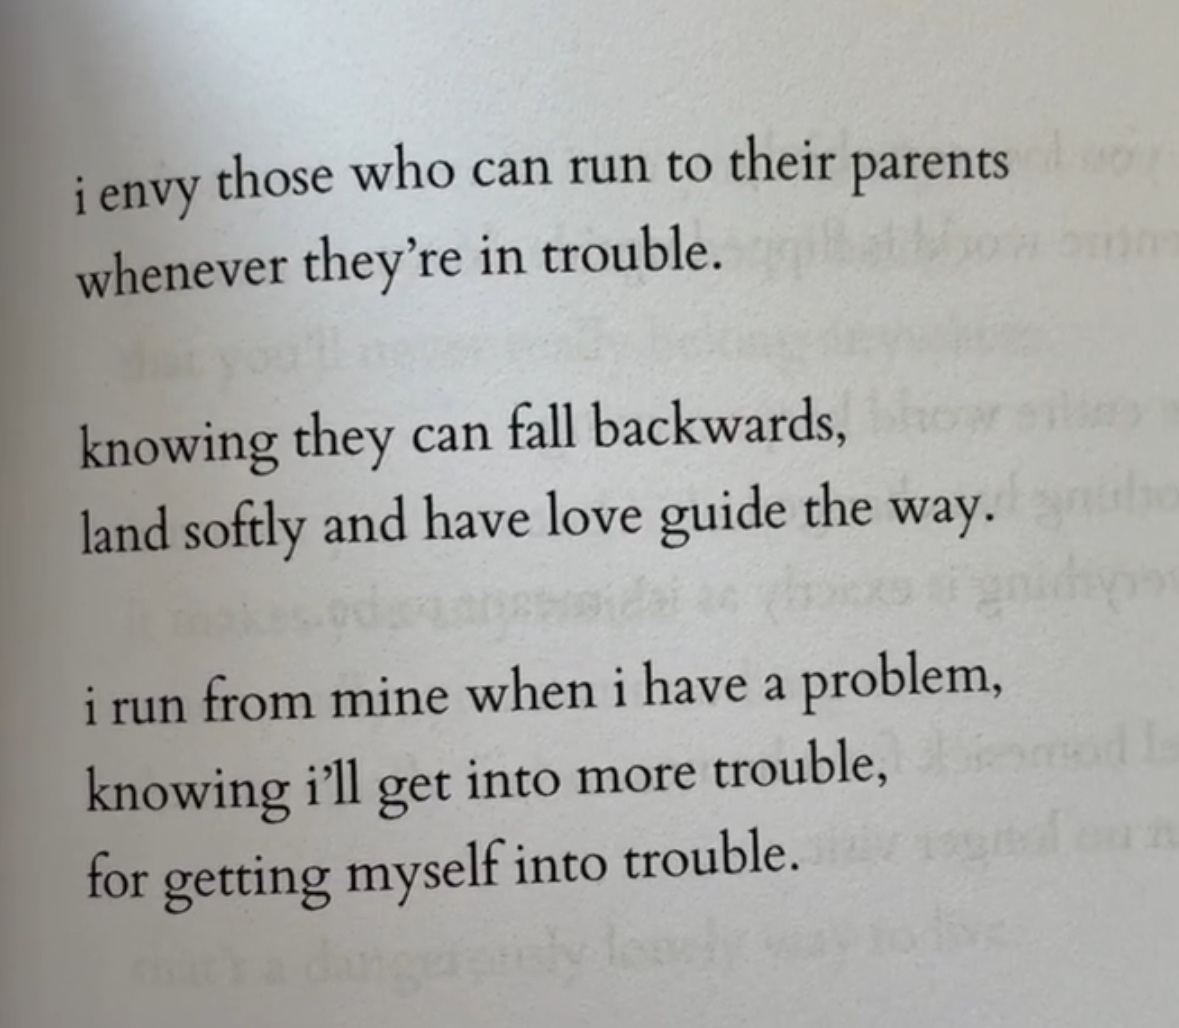 i envy those who can run to their parents
whenever they're in trouble.
knowing they can fall backwards,
land softly and have love guide the way.
i run from mine when i have a problem,
knowing i'll get into more trouble,
for getting myself into trouble.